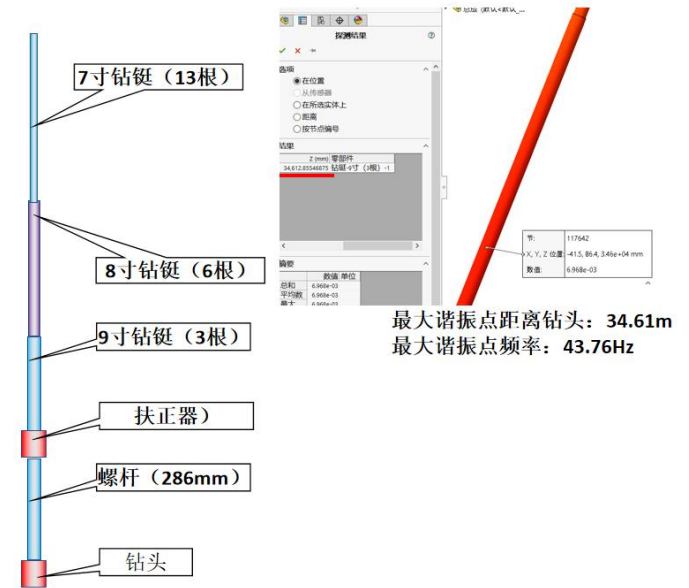 7寸钻铤（13根）
8寸钻铤（6根）
9寸钻铤（3根）
扶正器）
螺杆（286mm）
钻头
探测结果
选项
在位置
从传感器
在所选实体上
距离
按节点编号
结果
Z (mm) 零部件
34,612.85546875 钻铤-9寸（3根）-1
摘要
数值 单位
总和 6.968e-03
平均数 6.968e-03
最大 6.968e-03
节: 117642
X, Y, Z 位置: -41.5, 86.4, 3.46e+04 mm
数值: 6.968e-03
最大谐振点距离钻头：34.61m
最大谐振点频率：43.76Hz